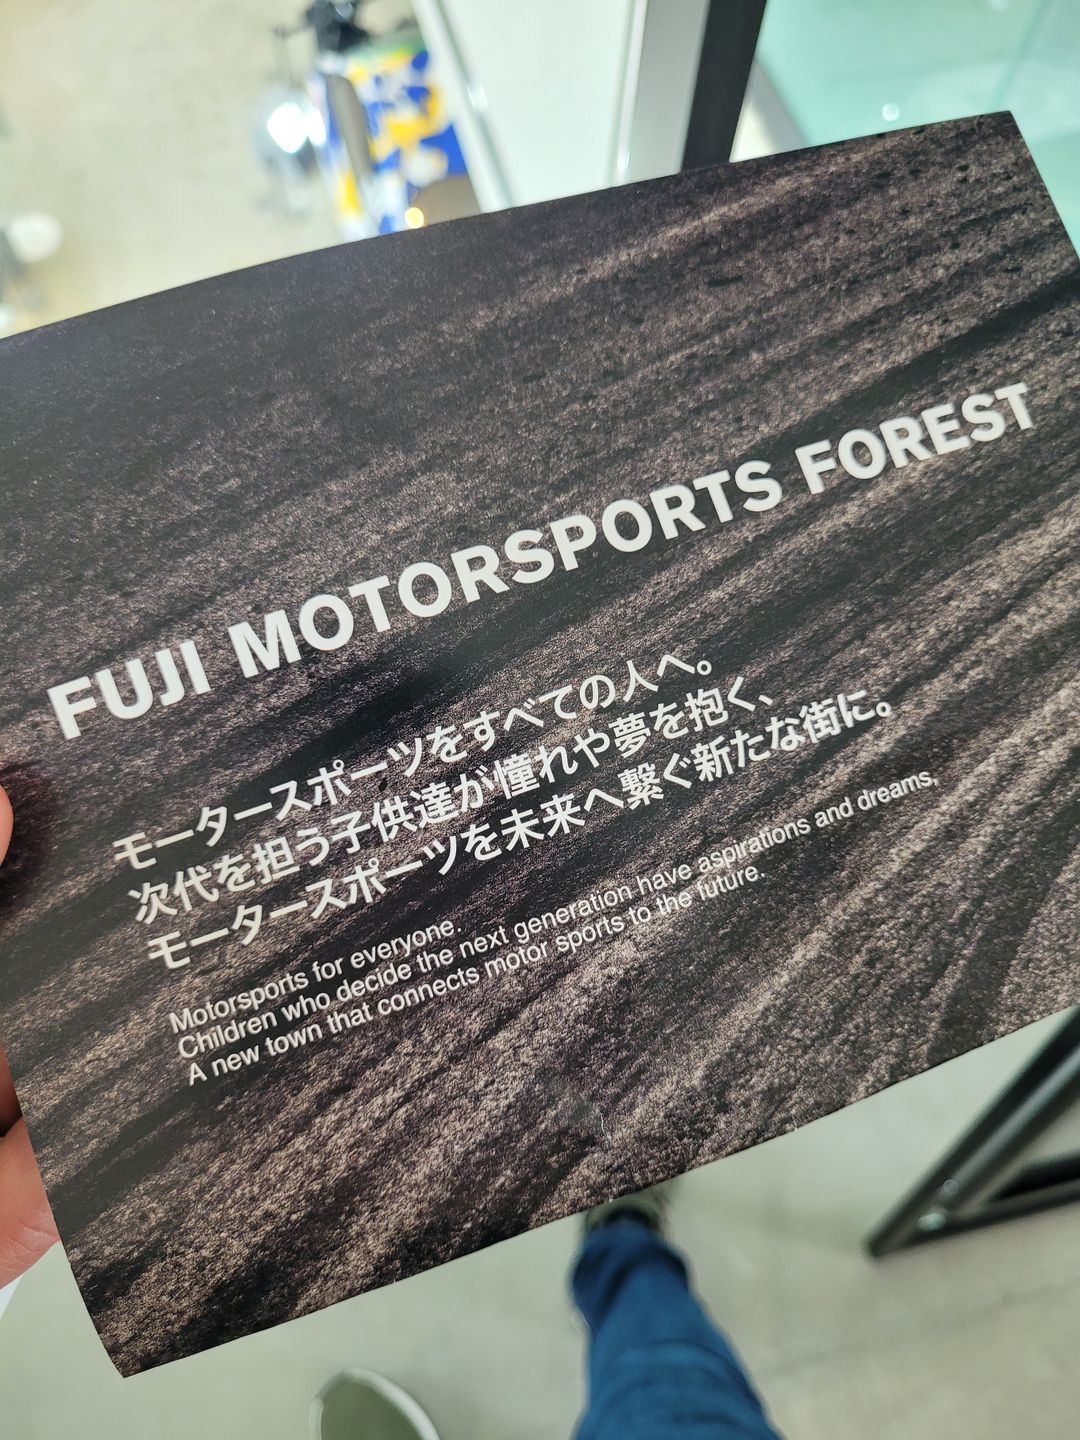 FUJI MOTORSPORTS FOREST
モータースポーツをすべての人へ。
次代を担う子供達が憧れや夢を抱く、
モータースポーツを未来へ繋ぐ新たな街に。
Motorsports for everyone.
Children who decide the next generation have aspirations and dreams,
A new town that connects motor sports to the future.